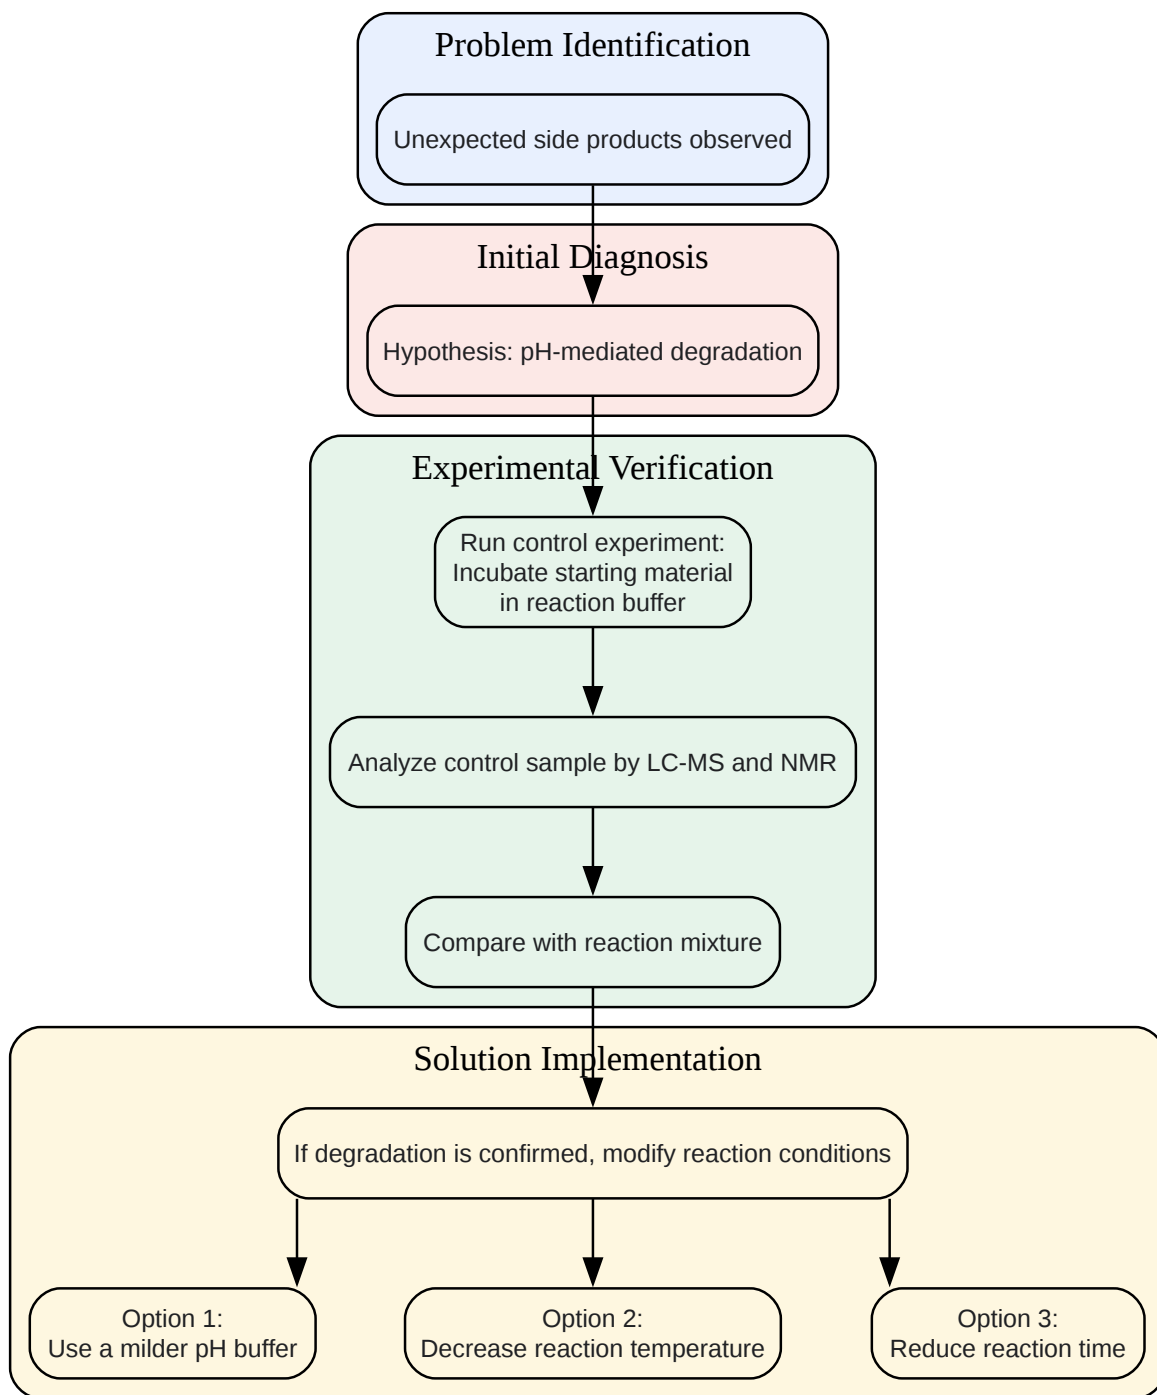 Problem Identification
Unexpected side products observed
Initial Diagnosis
Hypothesis: pH-mediated degradation
Experimental Verification
Run control experiment:
Incubate starting material
in reaction buffer
Analyze control sample by LC-MS and NMR
Compare with reaction mixture
Solution Implementation
If degradation is confirmed, modify reaction conditions
Option 1:
Use a milder pH buffer
Option 2:
Decrease reaction temperature
Option 3:
Reduce reaction time